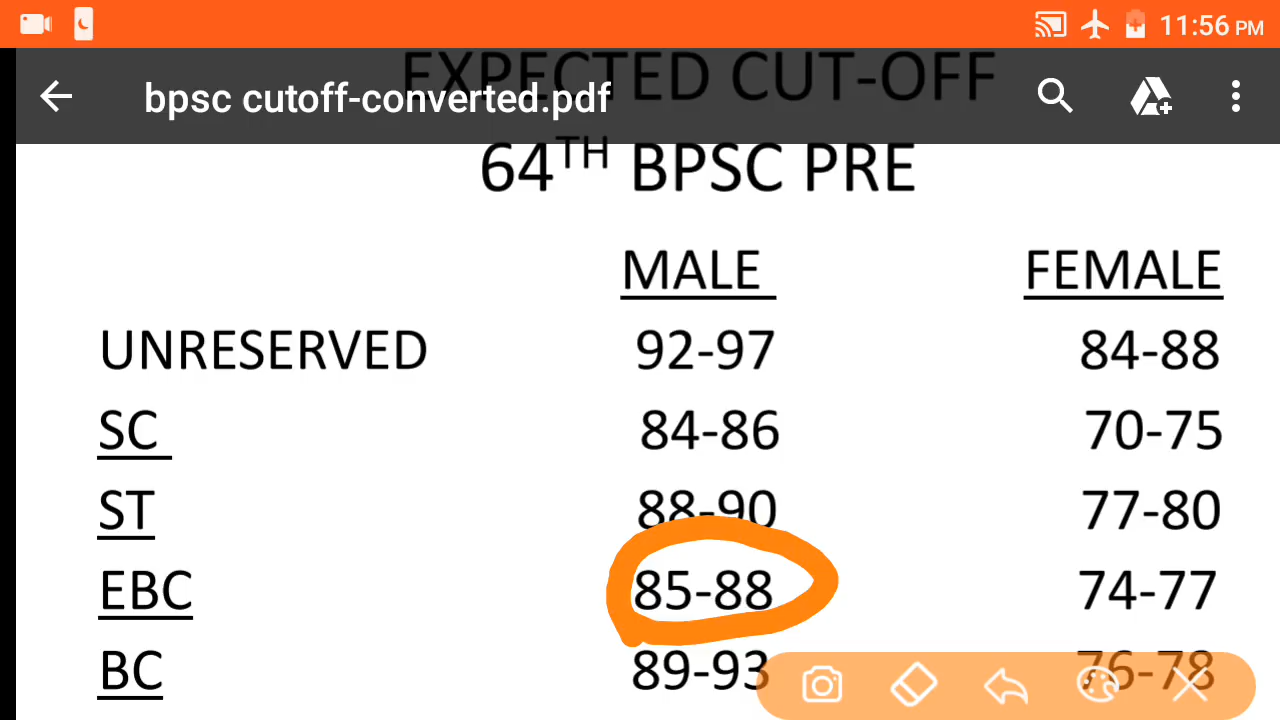 11:56 PM
bpsc cutoff-converted.pdf
EXPECTED CUT-OFF
64TH BPSC PRE
MALE FEMALE
UNRESERVED 92-97 84-88
SC 84-86 70-75
ST 88-90 77-80
EBC 85-88 74-77
BC 89-93 76-78